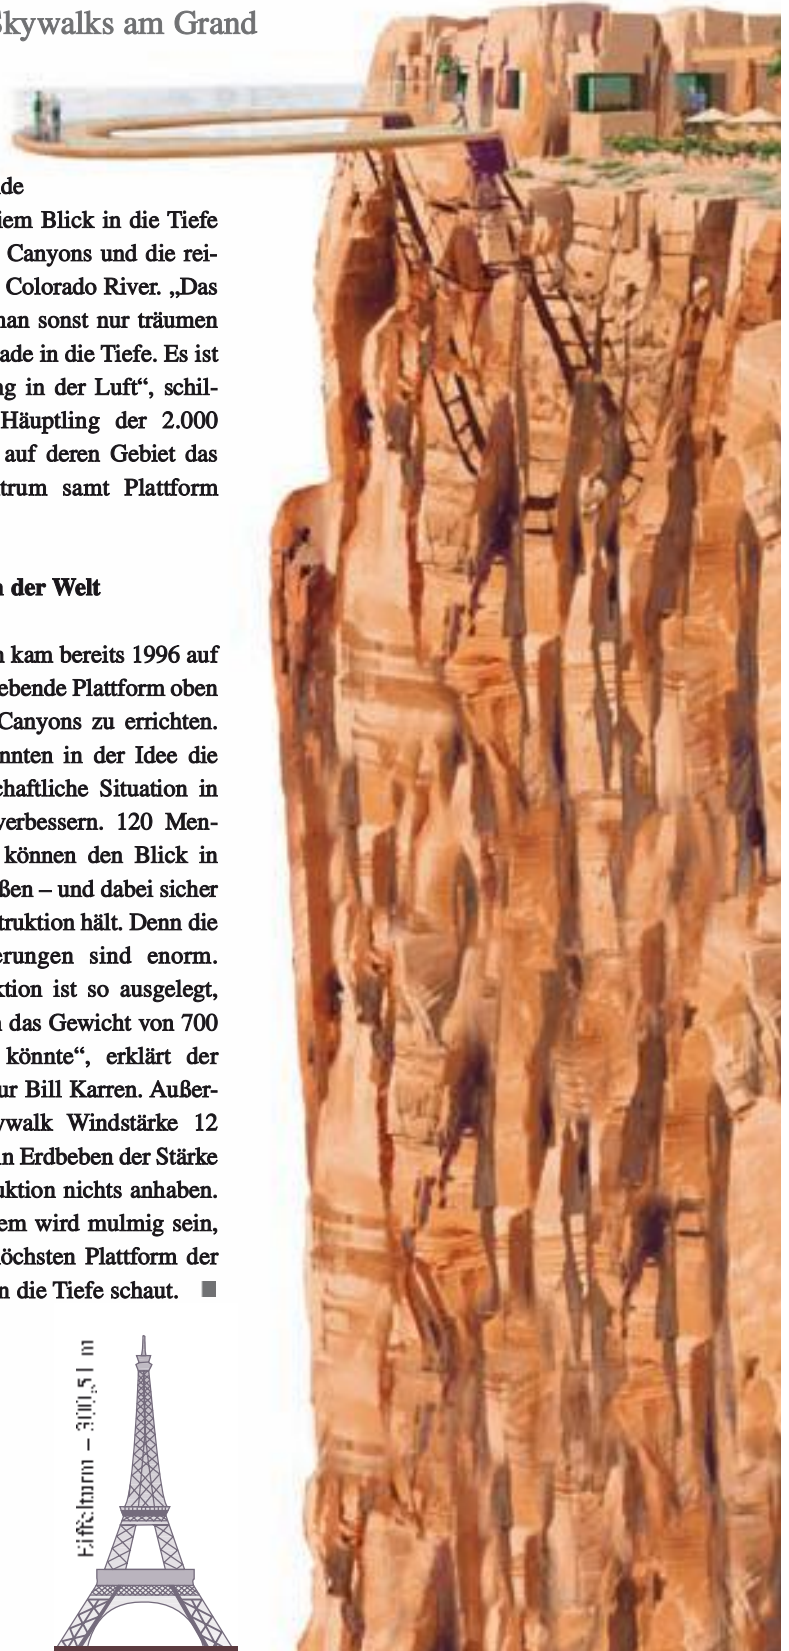 Skywalks am Grand
de
iem Blick in die Tiefe
Canyons und die rei-
Colorado River. „Das
nan sonst nur träumen
ade in die Tiefe. Es ist
ng in der Luft“, schil-
Häuptling der 2.000
auf deren Gebiet das
trum samt Plattform
n der Welt
n kam bereits 1996 auf
ebende Plattform oben
Canyons zu errichten.
nnten in der Idee die
chaftliche Situation in
verbessern. 120 Men-
können den Blick in
ßen – und dabei sicher
truktion hält. Denn die
erungen sind enorm.
ktion ist so ausgelegt,
n das Gewicht von 700
könnte“, erklärt der
ur Bill Karren. Außer-
ywalk Windstärke 12
in Erdbeben der Stärke
uktion nichts anhaben.
em wird mulmig sein,
öchsten Plattform der
n die Tiefe schaut.
Eiffelturm – 300,51 m